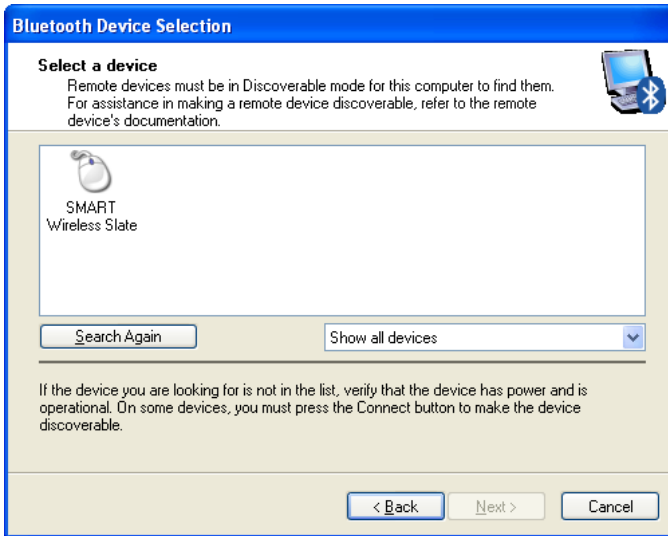 Bluetooth Device Selection
Select a device
Remote devices must be in Discoverable mode for this computer to find them.
For assistance in making a remote device discoverable, refer to the remote
device's documentation.
SMART
Wireless Slate
Search Again
Show all devices
If the device you are looking for is not in the list, verify that the device has power and is
operational. On some devices, you must press the Connect button to make the device
discoverable.
< Back
Next >
Cancel